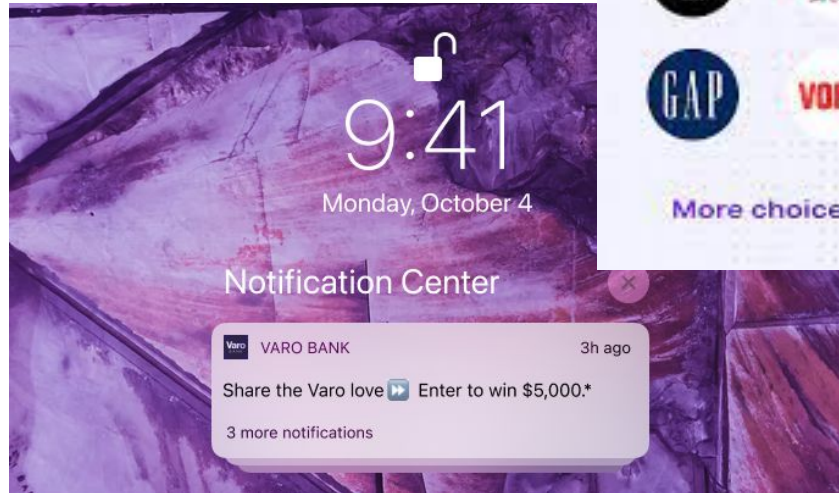 GAP
9:41
Monday, October 4
More choice
Notification Center
Varo
VARO BANK 3h ago
Share the Varo love ⏩ Enter to win $5,000.*
3 more notifications